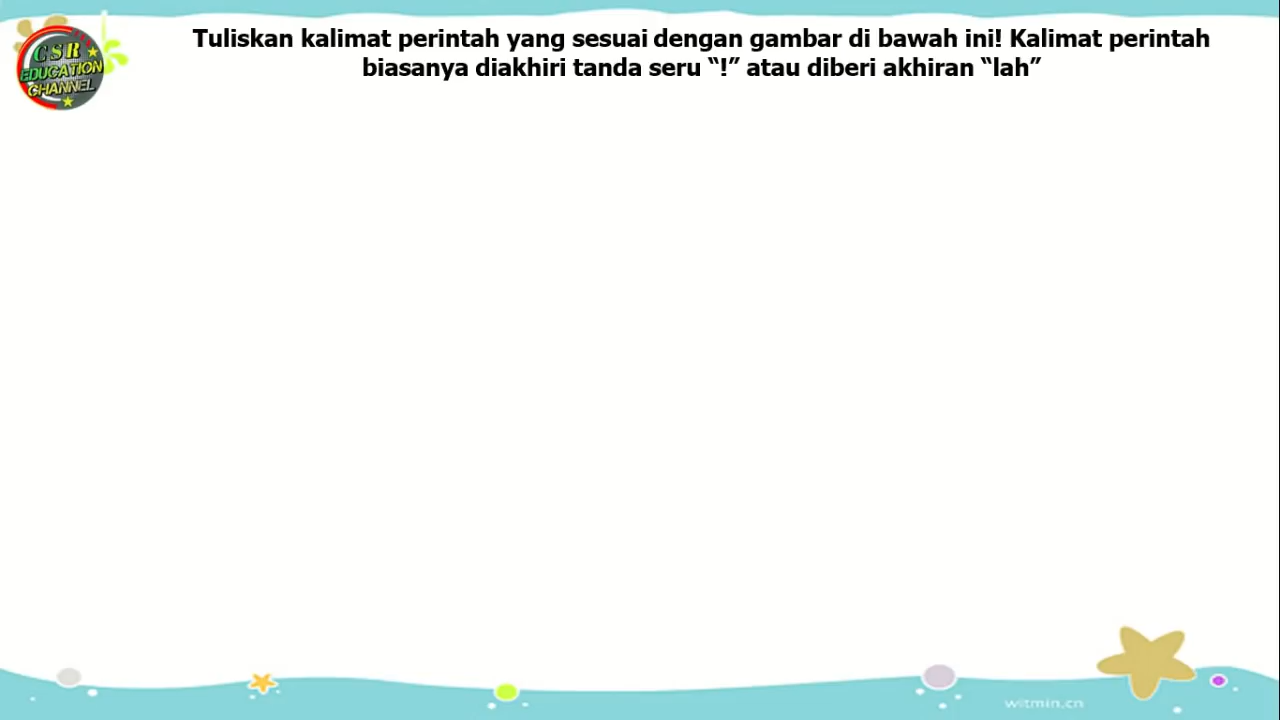 GSR
EDUCATION
CHANNEL
Tuliskan kalimat perintah yang sesuai dengan gambar di bawah ini! Kalimat perintah
biasanya diakhiri tanda seru “!” atau diberi akhiran “lah”
witmin.cn